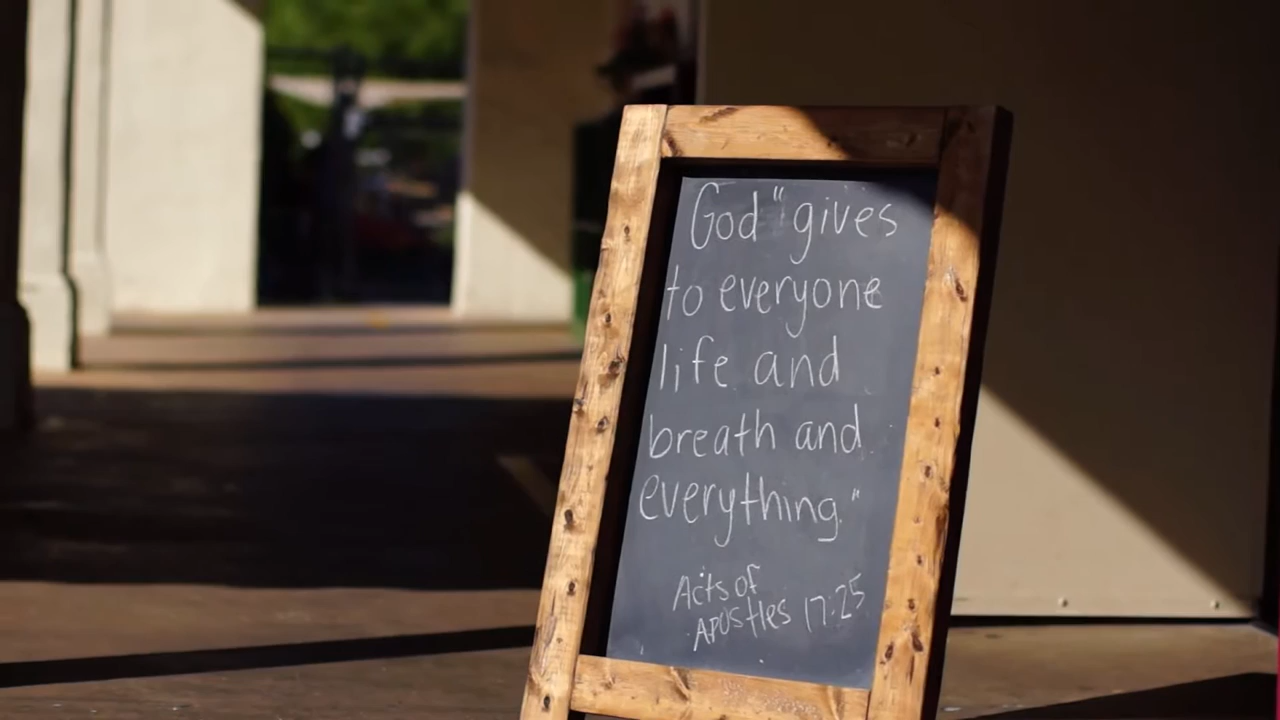 God "gives
to everyone
life and
breath and
everything."
Acts of
Apostles 17:25